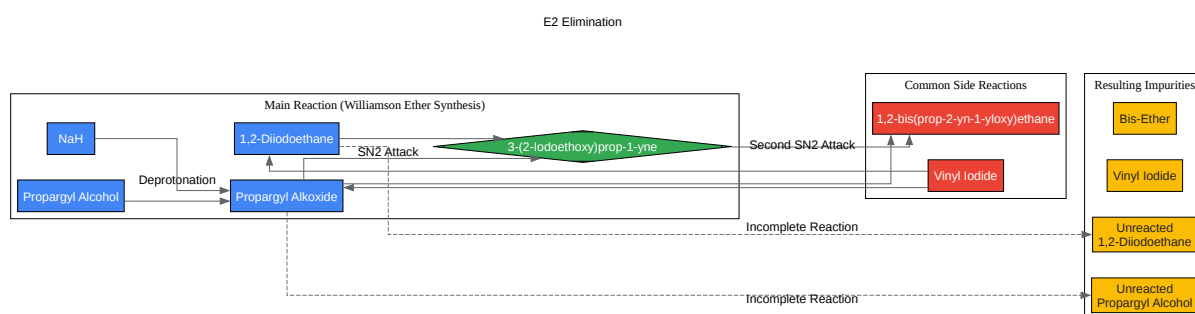 E2 Elimination
Main Reaction (Williamson Ether Synthesis)
NaH
Propargyl Alcohol
Deprotonation
1,2-Diiodoethane
SN2 Attack
Propargyl Alkoxide
3-(2-Iodoethoxy)prop-1-yne
Second SN2 Attack
Common Side Reactions
1,2-bis(prop-2-yn-1-yloxy)ethane
Vinyl Iodide
Incomplete Reaction
Incomplete Reaction
Resulting Impurities
Bis-Ether
Vinyl Iodide
Unreacted
1,2-Diiodoethane
Unreacted
Propargyl Alcohol